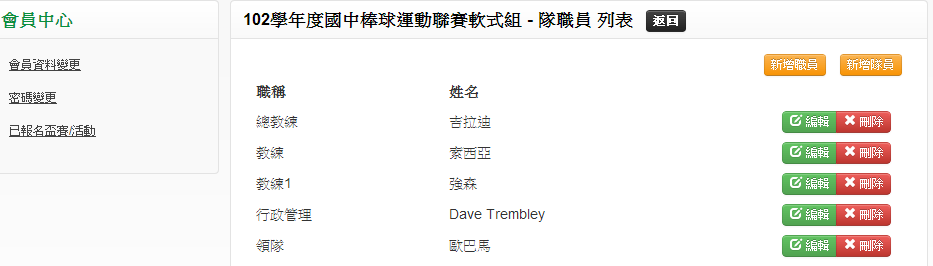 會員中心
會員資料變更
密碼變更
已報名盃賽/活動
102學年度國中棒球運動聯賽軟式組 - 隊職員 列表 返回
新增職員 新增隊員
職稱 姓名
總教練 吉拉迪 編輯 刪除
教練 索西亞 編輯 刪除
教練1 強森 編輯 刪除
行政管理 Dave Trembley 編輯 刪除
領隊 歐巴馬 編輯 刪除